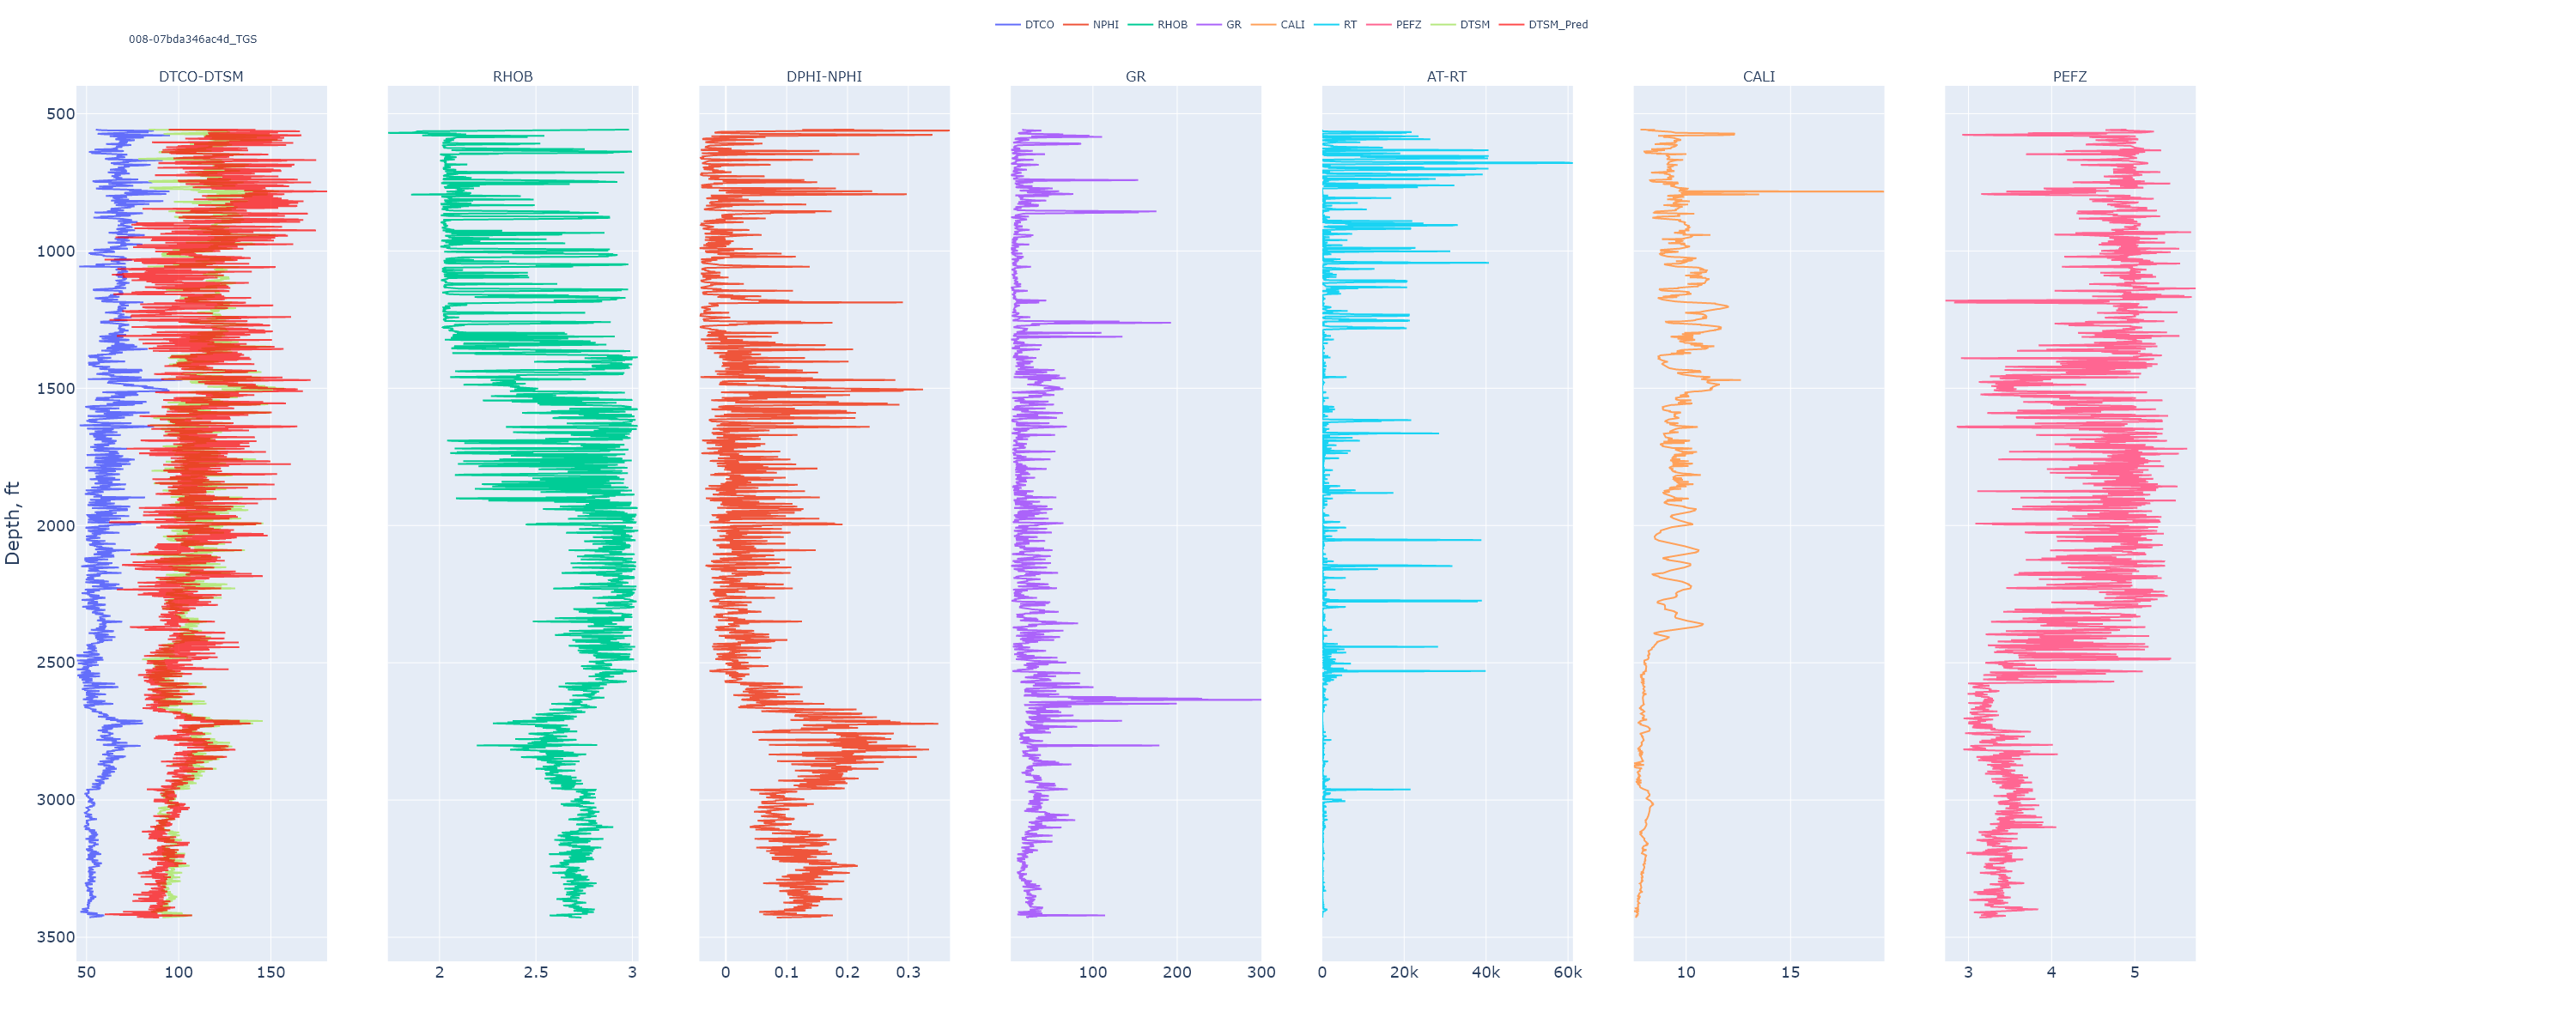 DTCO NPHI RHOB GR CALI RT PEFZ DTSM DTSM_Pred
008-07bda346ac4d_TGS
DTCO-DTSM RHOB DPHI-NPHI GR AT-RT CALI PEFZ
Depth, ft
500
1000
1500
2000
2500
3000
3500
50 100 150 2 2.5 3 0 0.1 0.2 0.3 100 200 300 0 20k 40k 60k 10 15 3 4 5